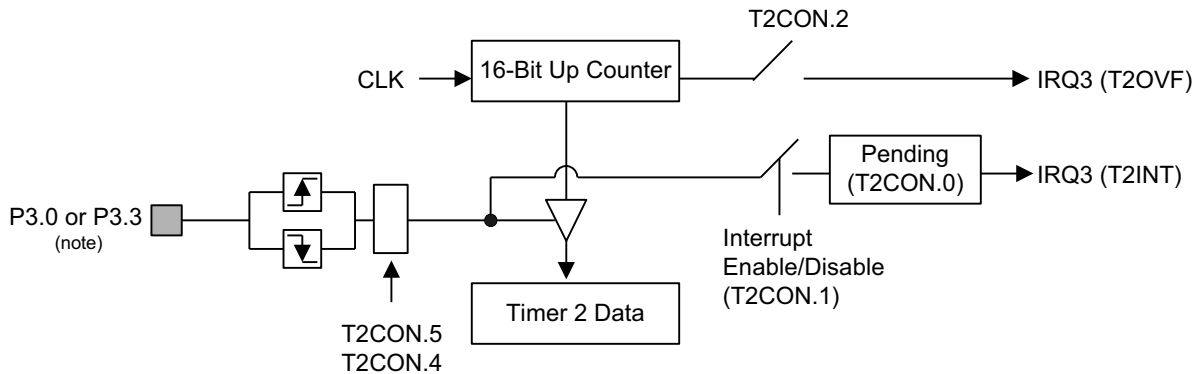 T2CON.2
CLK
16-Bit Up Counter
IRQ3 (T2OVF)
Pending
(T2CON.0)
IRQ3 (T2INT)
P3.0 or P3.3
(note)
Interrupt
Enable/Disable
(T2CON.1)
Timer 2 Data
T2CON.5
T2CON.4